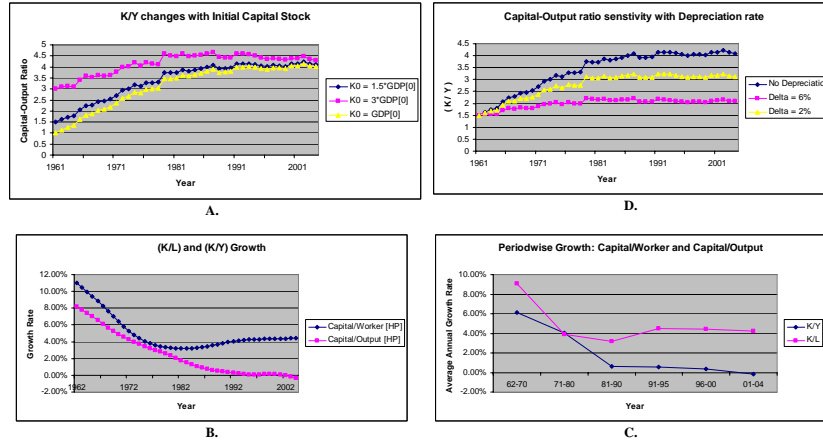 K/Y changes with Initial Capital Stock
Capital-Output Ratio
5
4.5
4
3.5
3
2.5
2
1.5
1
0.5
0
1961
1971
1981
1991
2001
Year
K0 = 1.5*GDP[0]
K0 = 3*GDP[0]
K0 = GDP[0]
A.
Capital-Output ratio senstivity with Depreciation rate
( K / Y )
4.5
4
3.5
3
2.5
2
1.5
1
0.5
0
1961
1971
1981
1991
2001
Year
No Depreciation
Delta = 6%
Delta = 2%
D.
(K/L) and (K/Y) Growth
Growth Rate
12.00%
10.00%
8.00%
6.00%
4.00%
2.00%
0.00%
-2.00%
1962
1972
1982
1992
2002
Year
Capital/Worker [HP]
Capital/Output [HP]
B.
Periodwise Growth: Capital/Worker and Capital/Output
Average Annual Growth Rate
10.00%
8.00%
6.00%
4.00%
2.00%
0.00%
-2.00%
62-70
71-80
81-90
91-95
96-00
01-04
Year
K/Y
K/L
C.